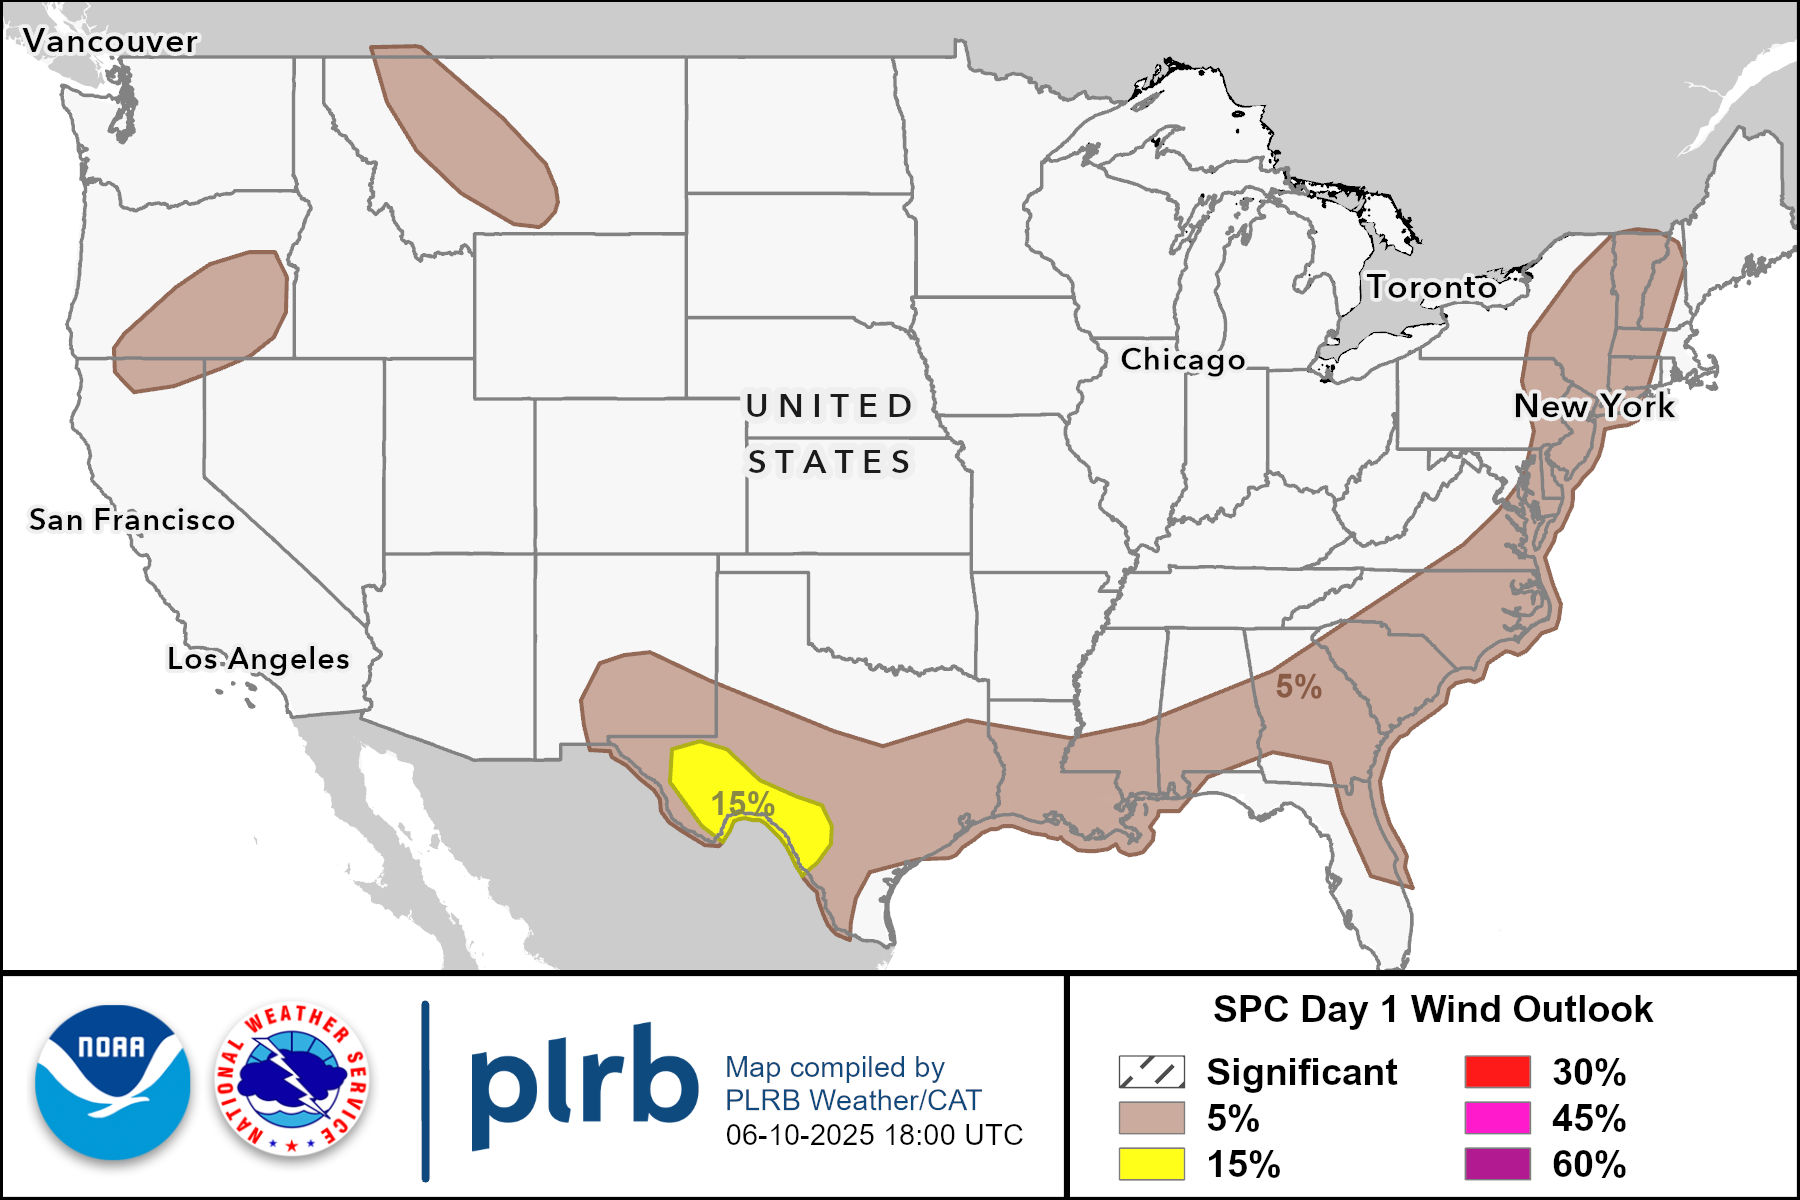 Vancouver
Toronto
Chicago
UNITED
New York
STATES
San Francisco
Los Angeles
5%
15%
NOAA
NATIONAL WEATHER SERVICE
plrb
Map compiled by
PLRB Weather/CAT
06-10-2025 18:00 UTC
SPC Day 1 Wind Outlook
Significant
5%
15%
30%
45%
60%